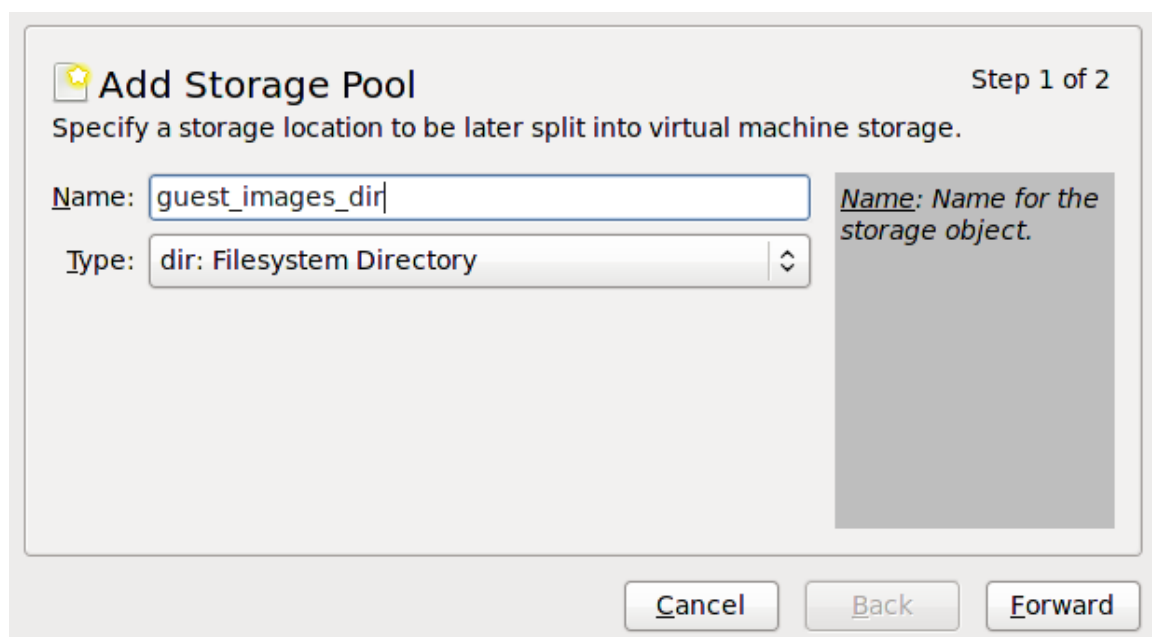 Add Storage Pool
Step 1 of 2
Specify a storage location to be later split into virtual machine storage.
Name: guest_images_dir
Type: dir: Filesystem Directory
Name: Name for the
storage object.
Cancel
Back
Forward